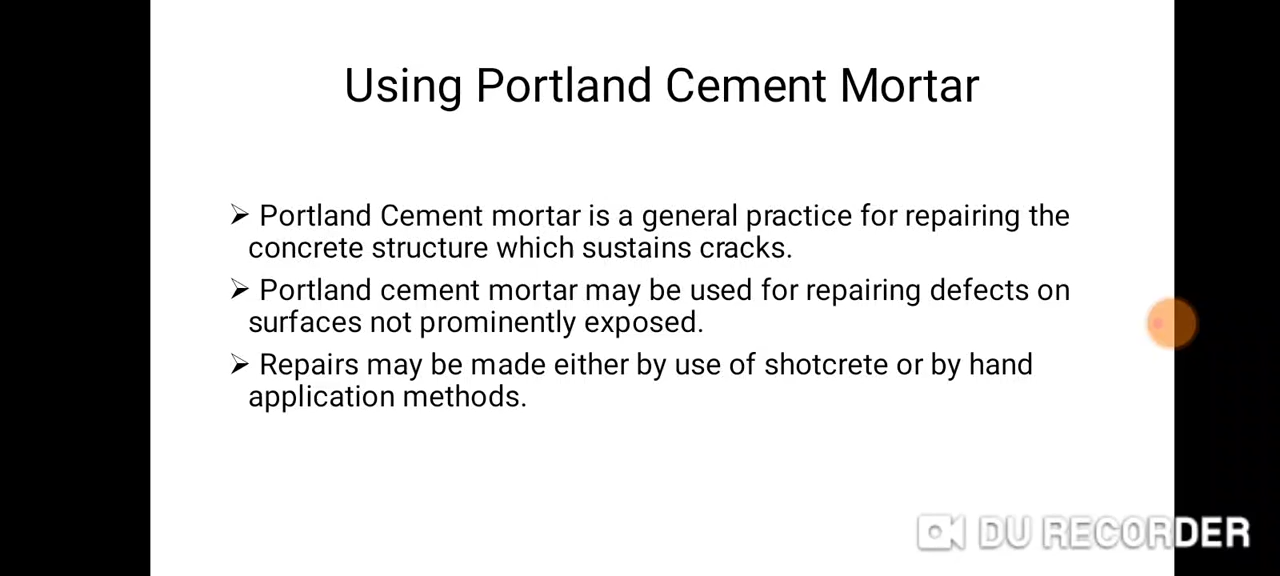 Using Portland Cement Mortar
➢ Portland Cement mortar is a general practice for repairing the
concrete structure which sustains cracks.
➢ Portland cement mortar may be used for repairing defects on
surfaces not prominently exposed.
➢ Repairs may be made either by use of shotcrete or by hand
application methods.
DU RECORDER